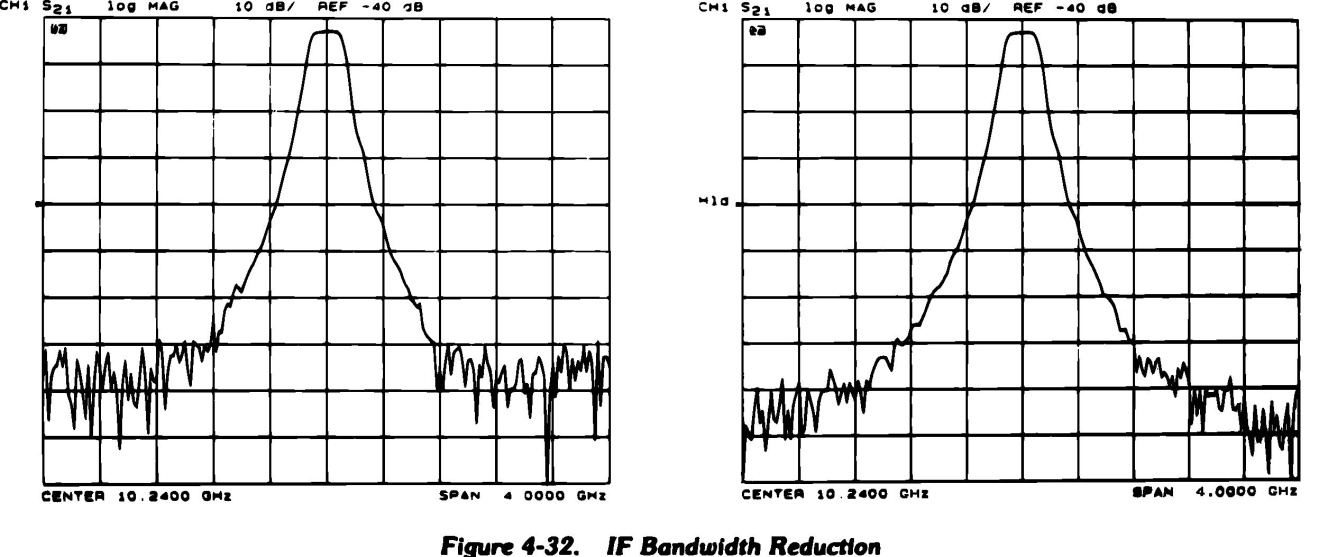 CH1 S21 log MAG 10 dB/ REF -40 dB
CENTER 10.2400 GHz SPAN 4.0000 GHz
CH1 S21 log MAG 10 dB/ REF -40 dB
Hld
CENTER 10.2400 GHz SPAN 4.0000 GHz
Figure 4-32. IF Bandwidth Reduction